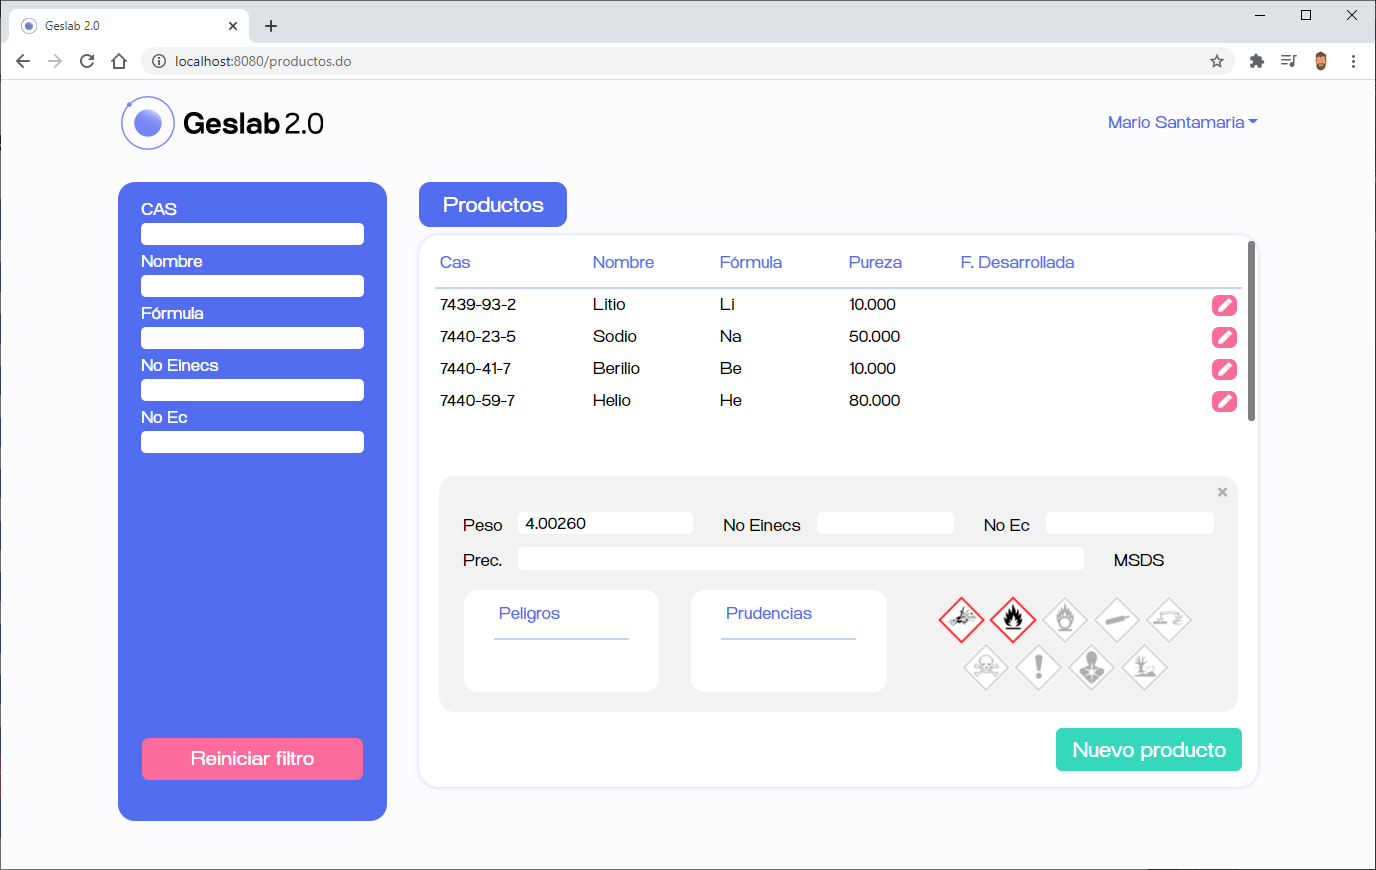 Geslab 2.0
localhost:8080/productos.do
Geslab 2.0
Mario Santamaria
CAS
Nombre
Fórmula
No Einecs
No Ec
Reiniciar filtro
Productos
Cas Nombre Fórmula Pureza F. Desarrollada
7439-93-2 Litio Li 10.000
7440-23-5 Sodio Na 50.000
7440-41-7 Berilio Be 10.000
7440-59-7 Helio He 80.000
Peso 4.00260 No Einecs No Ec
Prec. MSDS
Peligros Prudencias
Nuevo producto